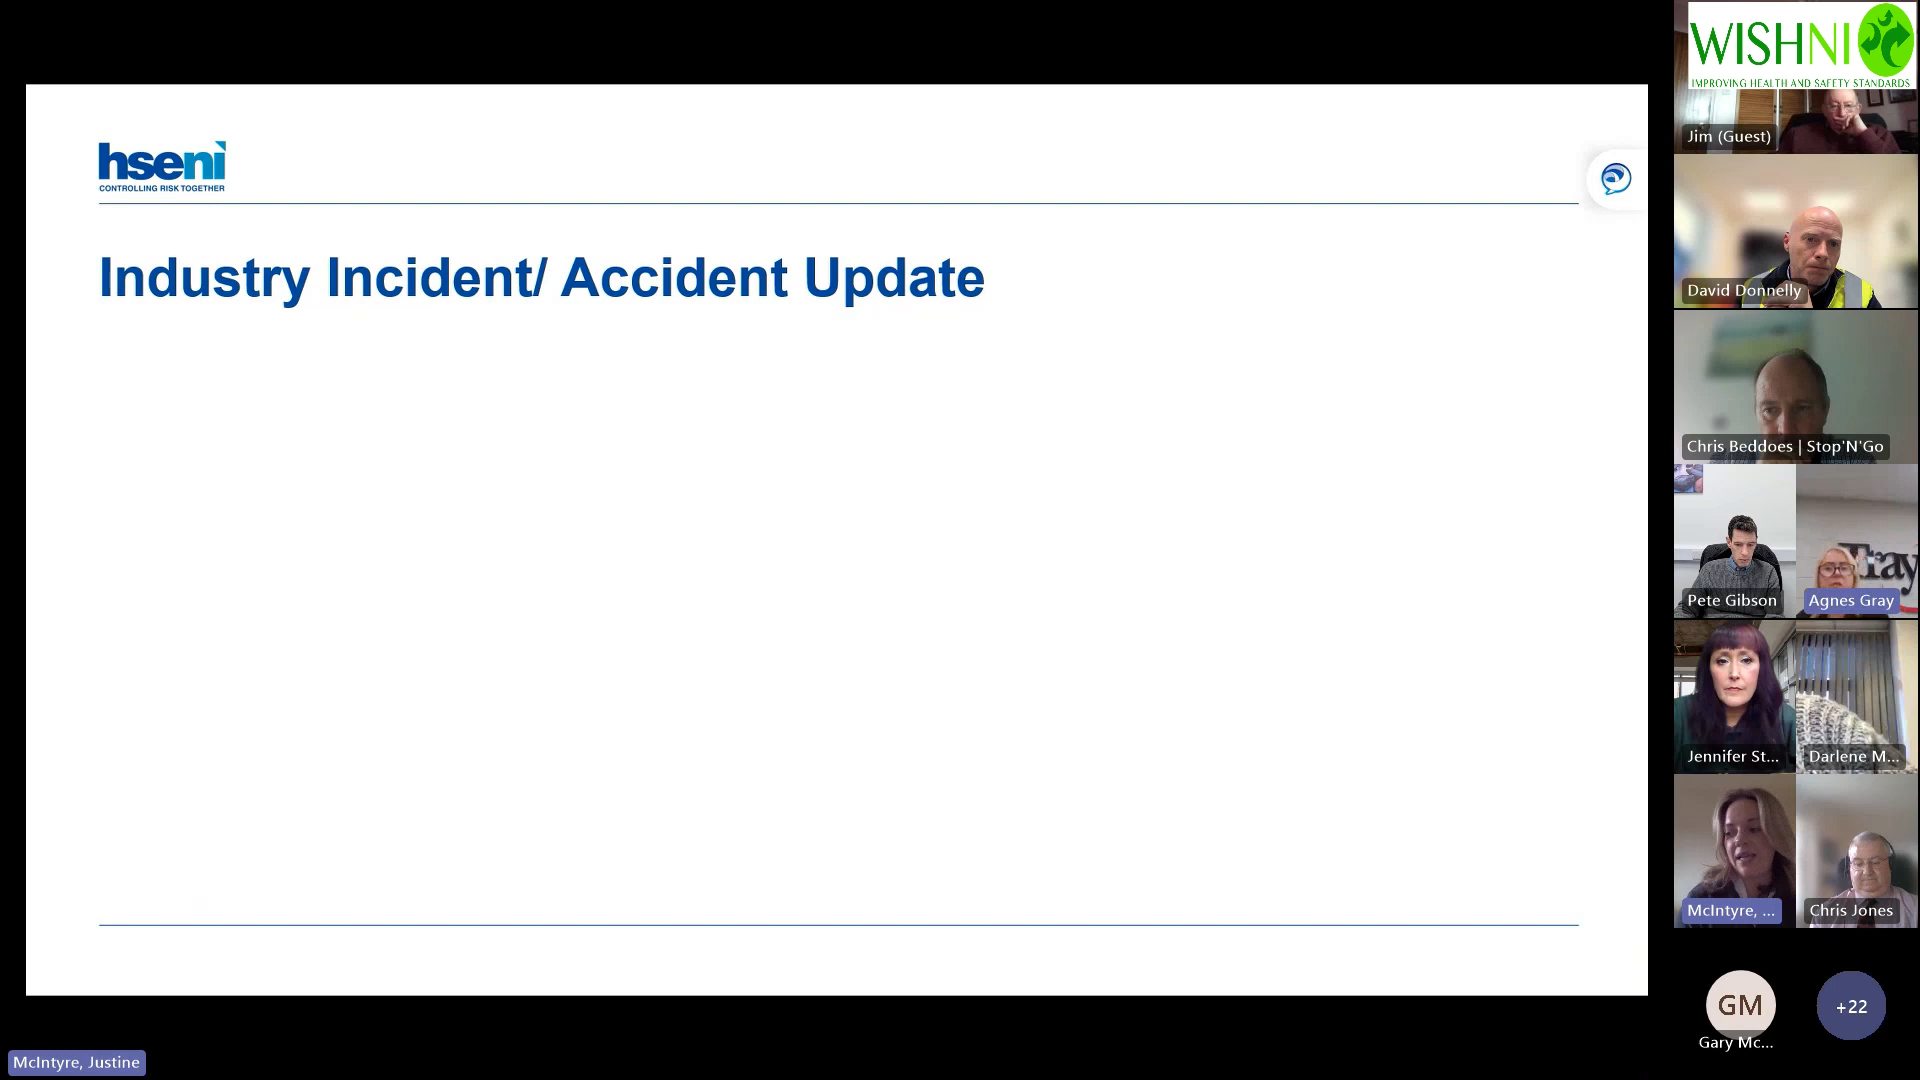 hseni
CONTROLLING RISK TOGETHER
Industry Incident/ Accident Update
McIntyre, Justine
WISHNI
IMPROVING HEALTH AND SAFETY STANDARDS
Jim (Guest)
David Donnelly
Chris Beddoes | Stop'N'Go
Pete Gibson
Tray
Agnes Gray
Jennifer St...
Darlene M...
McIntyre, ...
Chris Jones
GM
Gary Mc...
+22